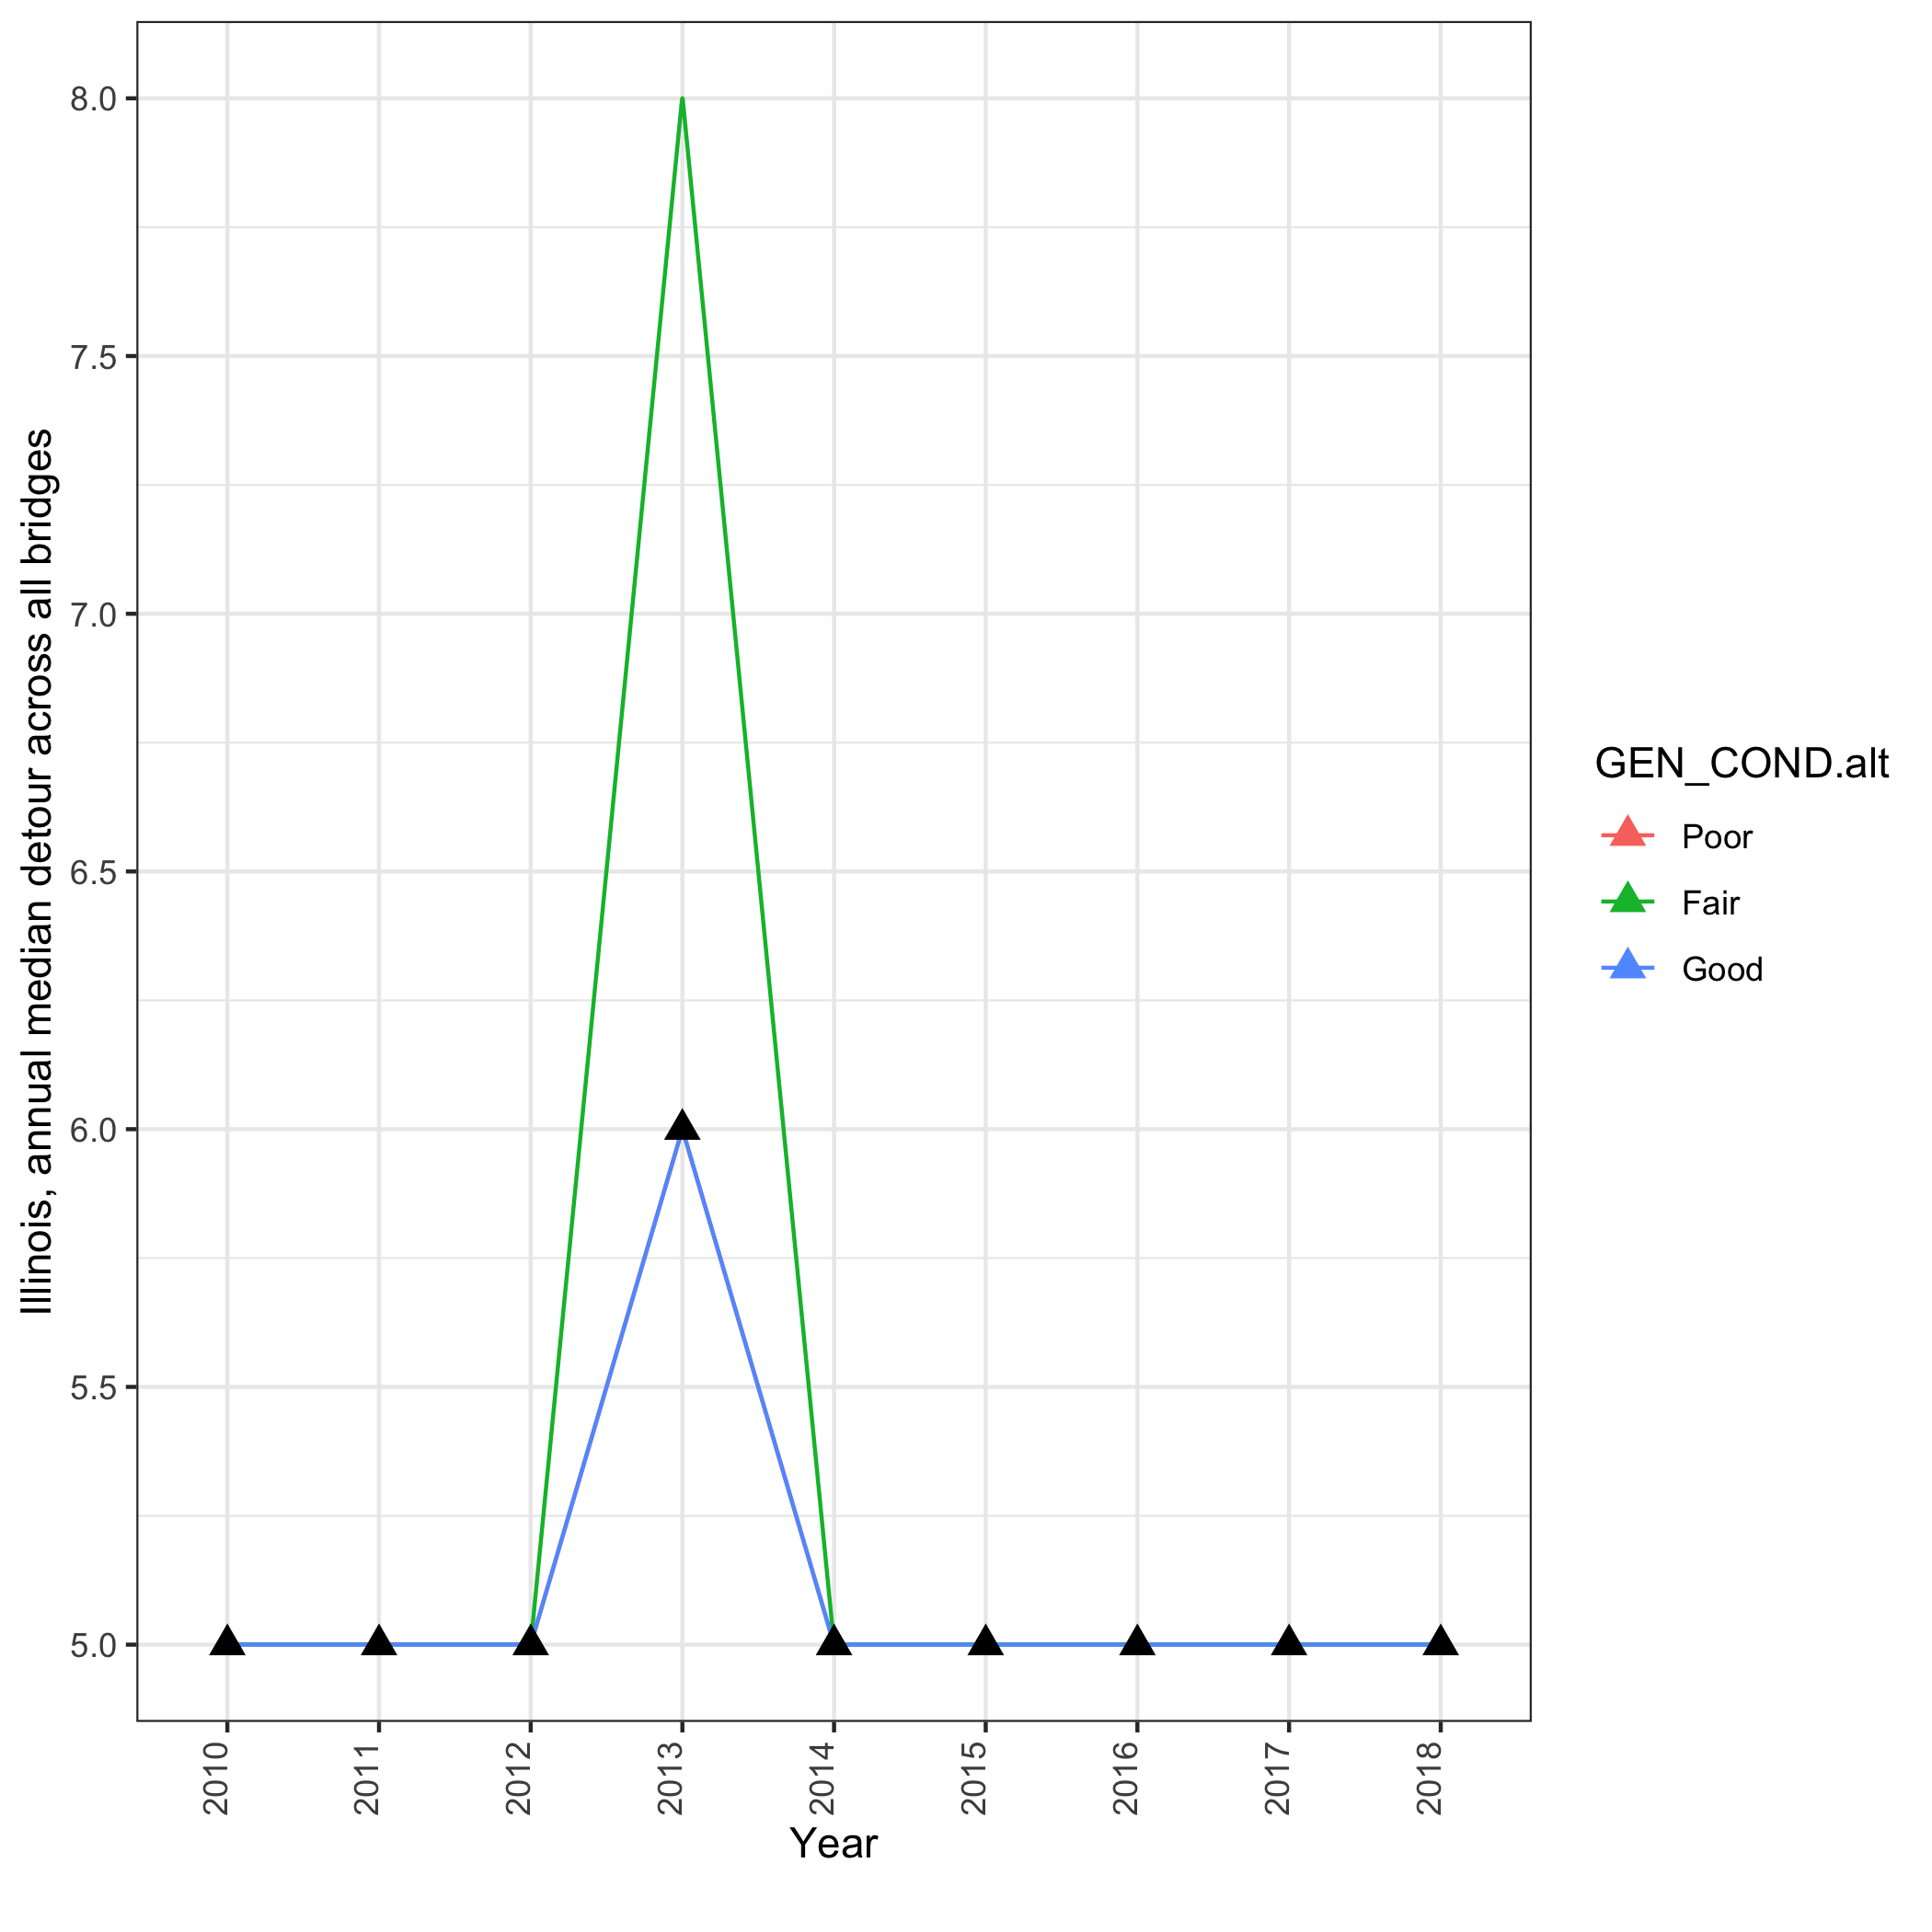 Illinois, annual median detour across all bridges
8.0
7.5
7.0
6.5
6.0
5.5
5.0
2010
2011
2012
2013
2014
2015
2016
2017
2018
Year
GEN_COND.alt
Poor
Fair
Good